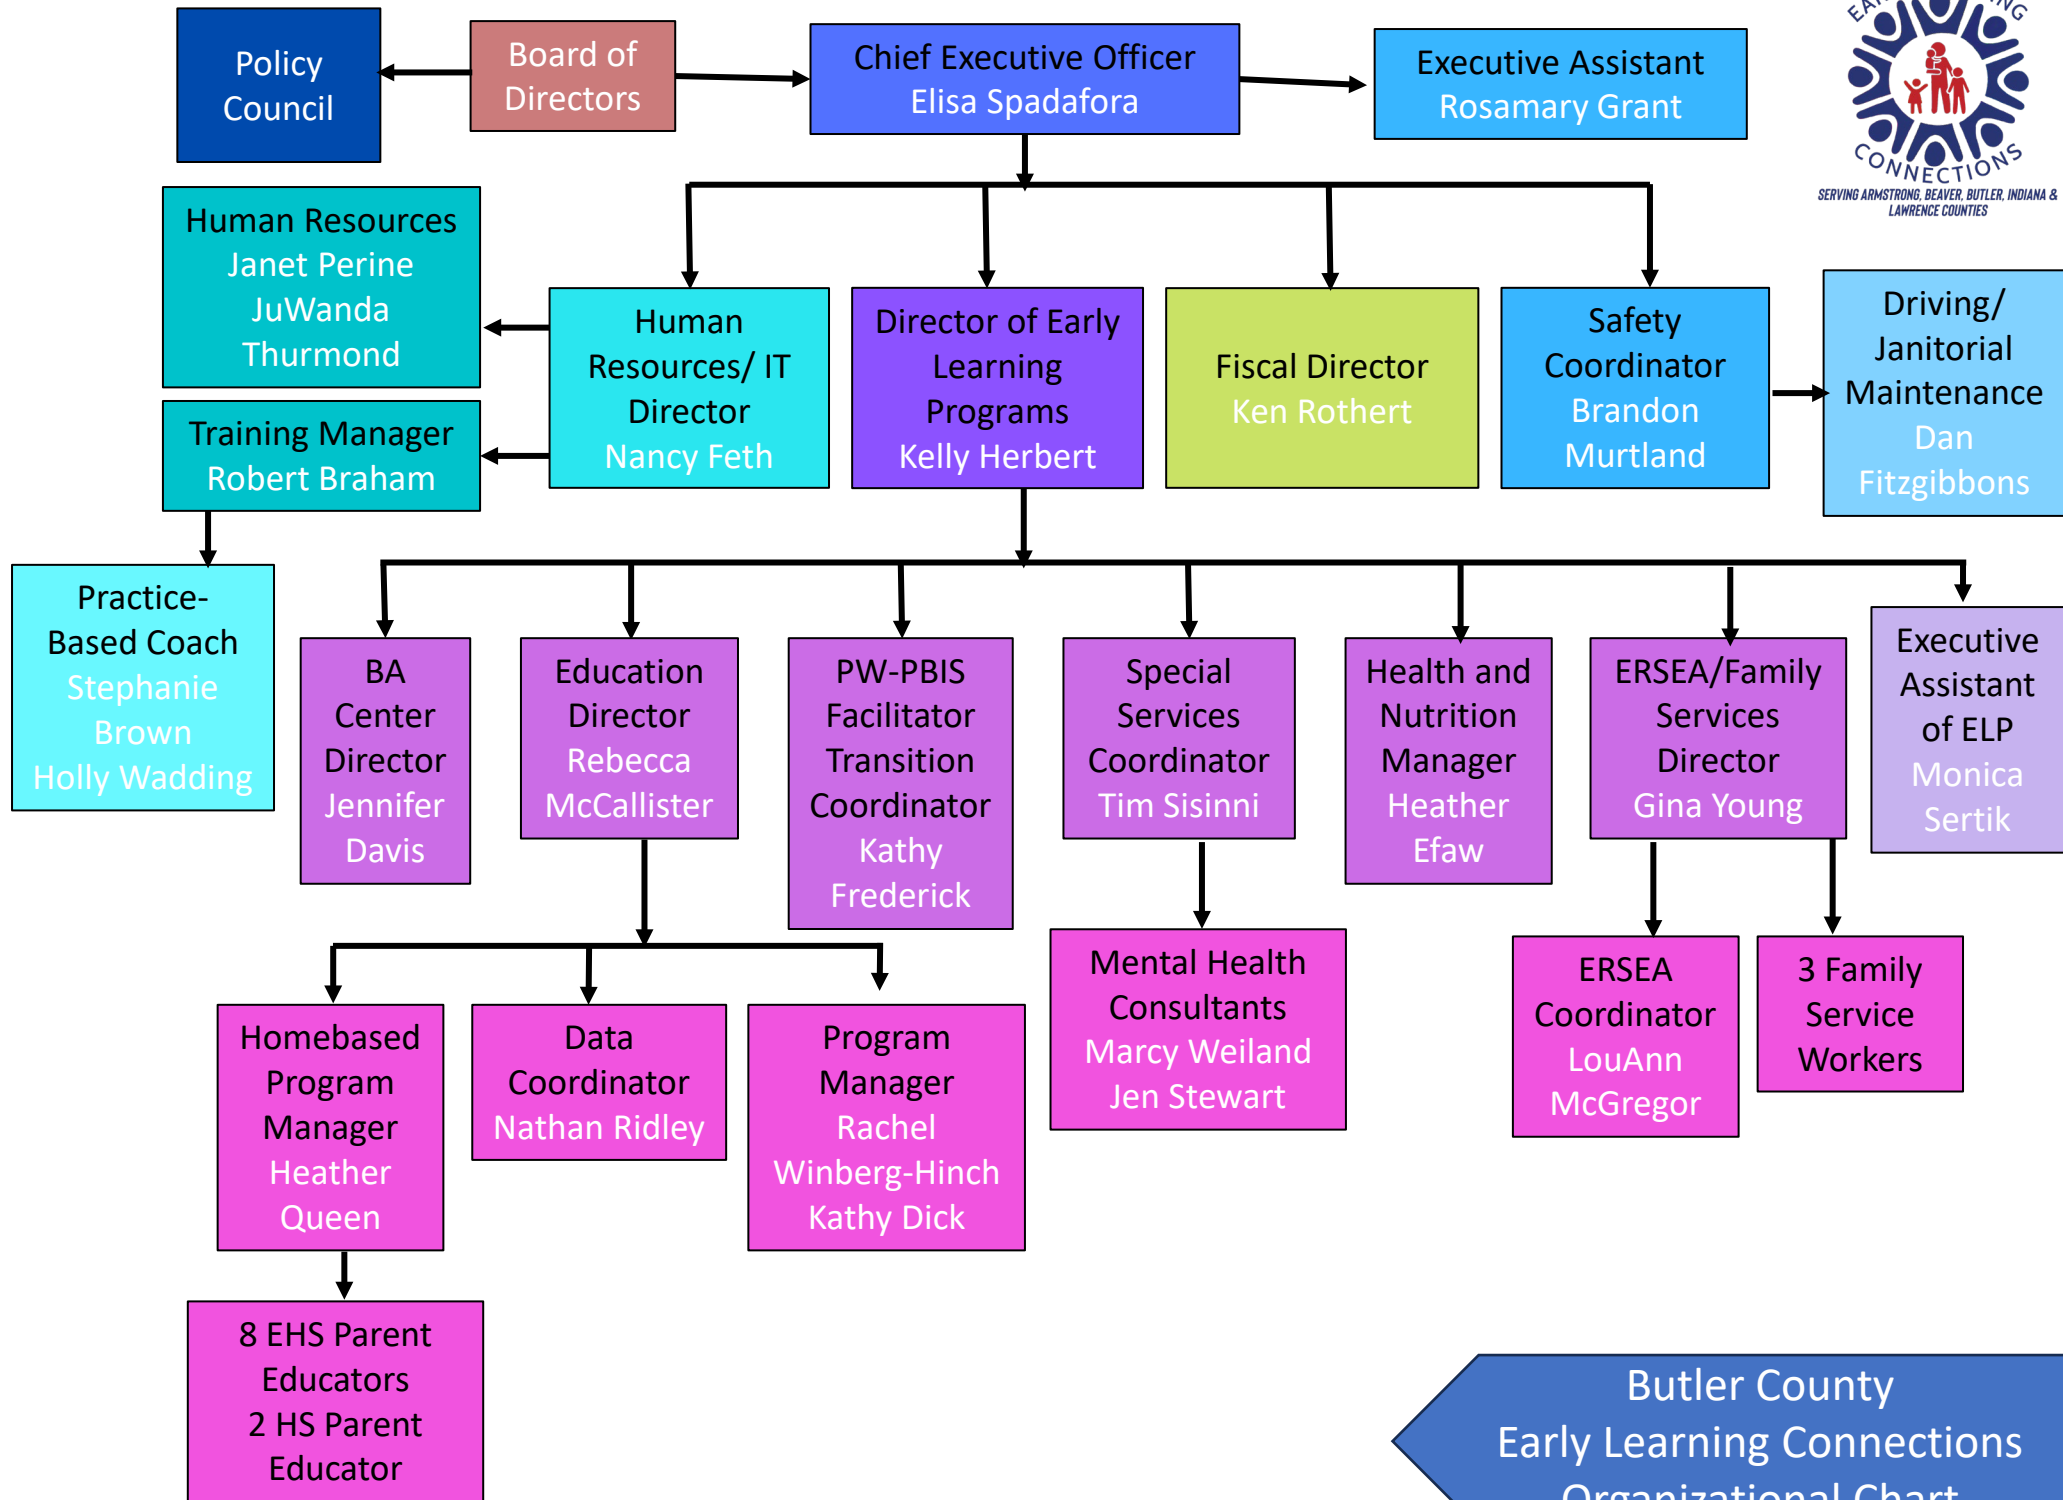 Policy
Council
Board of
Directors
Chief Executive Officer
Elisa Spadafora
Executive Assistant
Rosamary Grant
CONNECTIONS
SERVING ARMSTRONG, BEAVER, BUTLER, INDIANA &
LAWRENCE COUNTIES
Human Resources
Janet Perine
JuWanda
Thurmond
Training Manager
Robert Braham
Human
Resources/ IT
Director
Nancy Feth
Director of Early
Learning
Programs
Kelly Herbert
Fiscal Director
Ken Rothert
Safety
Coordinator
Brandon
Murtland
Driving/
Janitorial
Maintenance
Dan
Fitzgibbons
Practice-
Based Coach
Stephanie
Brown
Holly Wadding
BA
Center
Director
Jennifer
Davis
Education
Director
Rebecca
McCallister
PW-PBIS
Facilitator
Transition
Coordinator
Kathy
Frederick
Special
Services
Coordinator
Tim Sisinni
Health and
Nutrition
Manager
Heather
Efaw
ERSEA/Family
Services
Director
Gina Young
Executive
Assistant
of ELP
Monica
Sertik
Homebased
Program
Manager
Heather
Queen
Data
Coordinator
Nathan Ridley
Program
Manager
Rachel
Winberg-Hinch
Kathy Dick
Mental Health
Consultants
Marcy Weiland
Jen Stewart
ERSEA
Coordinator
LouAnn
McGregor
3 Family
Service
Workers
8 EHS Parent
Educators
2 HS Parent
Educator
Butler County
Early Learning Connections
Organizational Chart